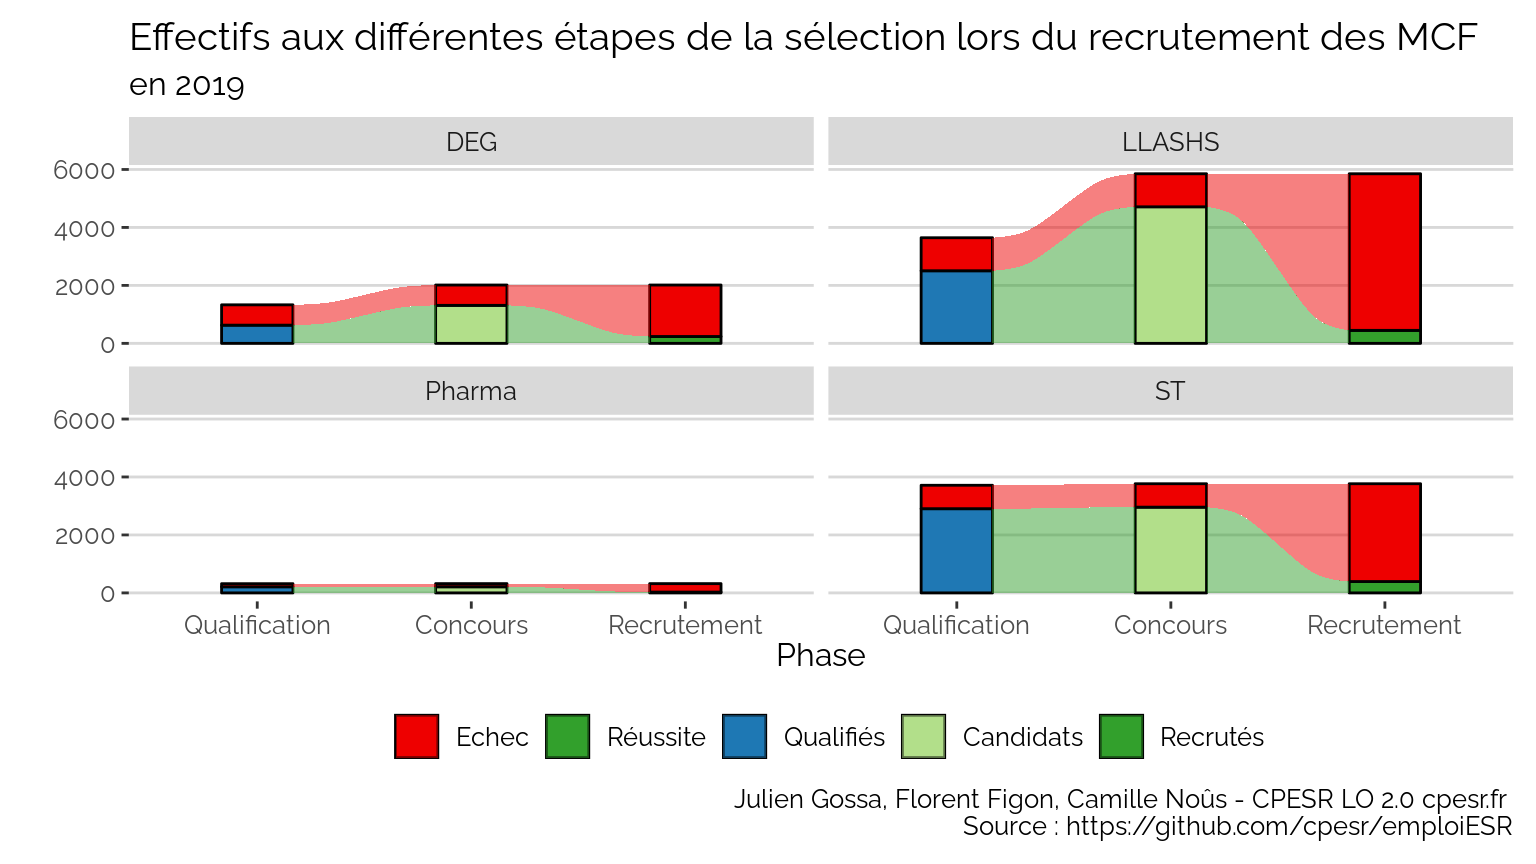 Effectifs aux différentes étapes de la sélection lors du recrutement des MCF
en 2019
DEG
LLASHS
6000
4000
2000
0
Pharma
ST
6000
4000
2000
0
Qualification
Concours
Recrutement
Qualification
Concours
Recrutement
Phase
Echec
Réussite
Qualifiés
Candidats
Recrutés
Julien Gossa, Florent Figon, Camille Noûs - CPESR LO 2.0 cpesr.fr
Source : https://github.com/cpesr/emploiESR